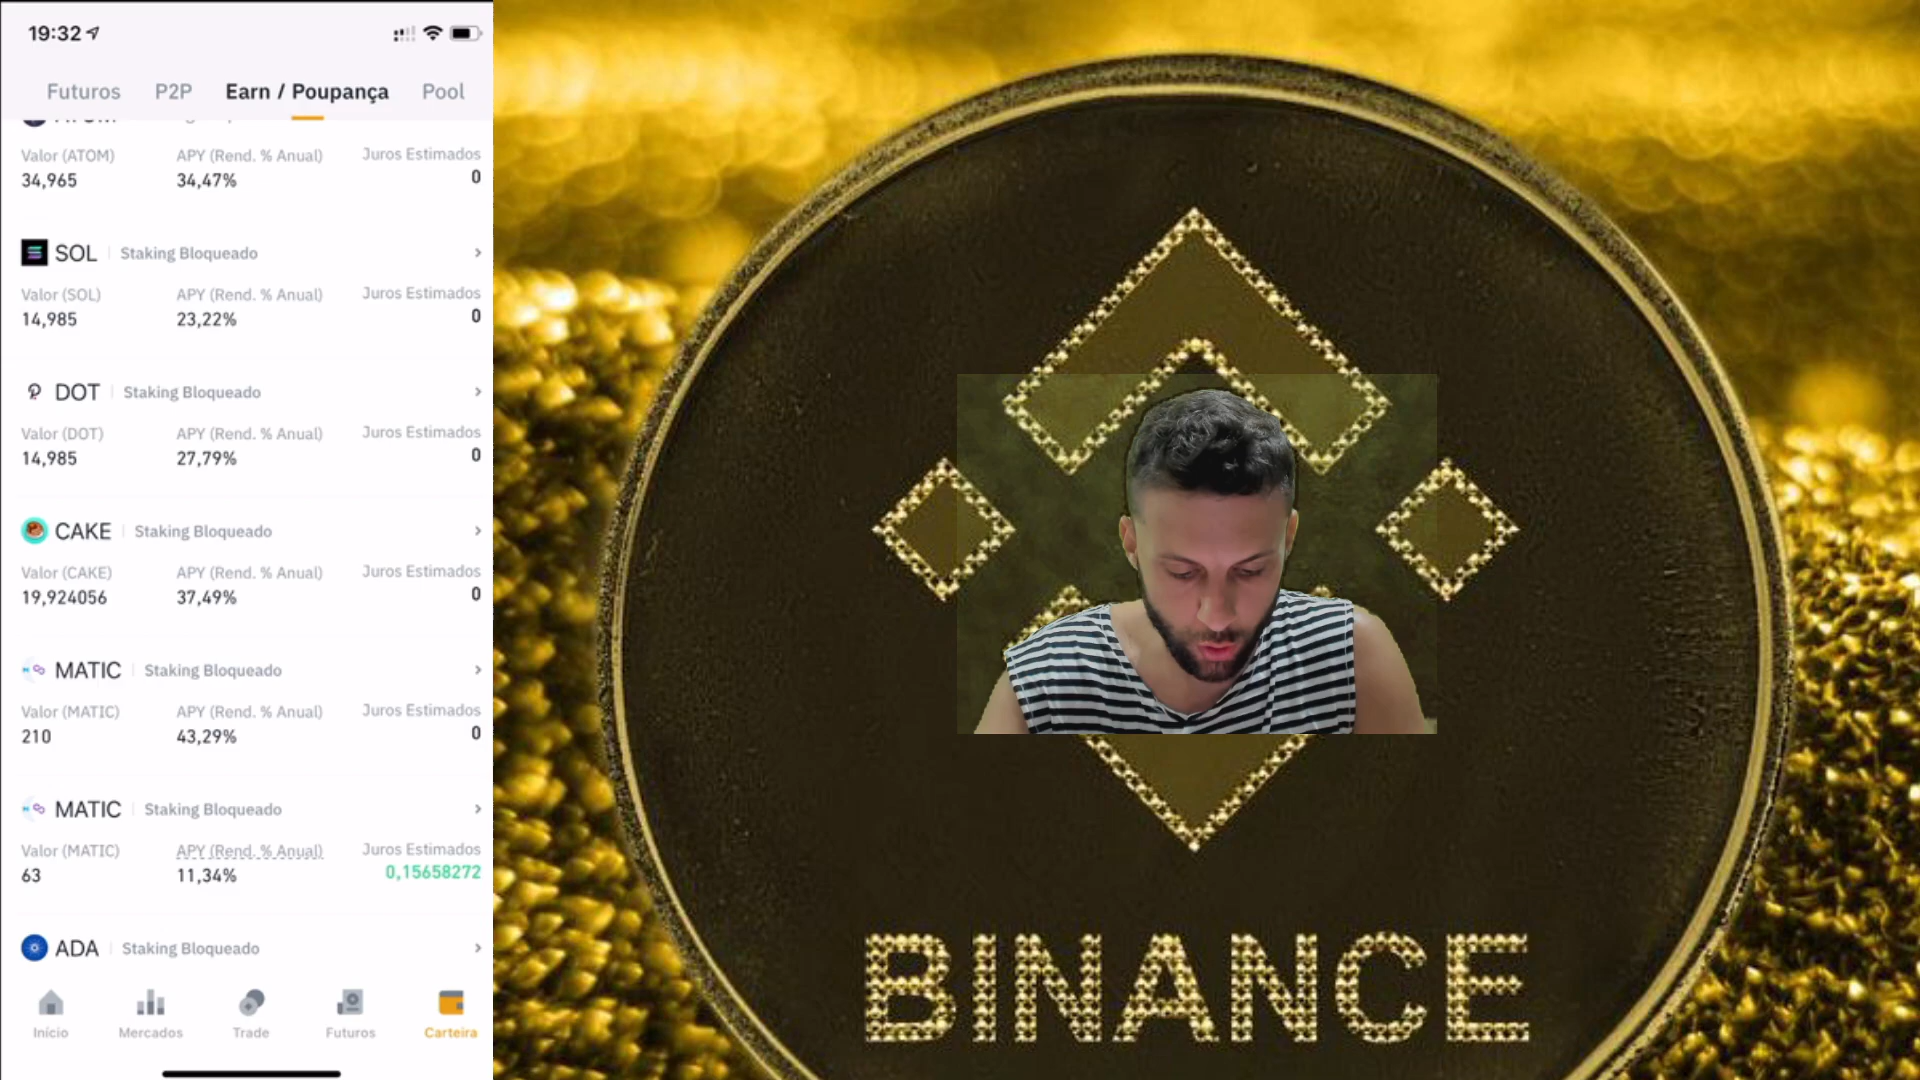 19:32
Futuros P2P Earn / Poupança Pool
Valor (ATOM) APY (Rend. % Anual) Juros Estimados
34,965 34,47% 0
SOL Staking Bloqueado
Valor (SOL) APY (Rend. % Anual) Juros Estimados
14,985 23,22% 0
DOT Staking Bloqueado
Valor (DOT) APY (Rend. % Anual) Juros Estimados
14,985 27,79% 0
CAKE Staking Bloqueado
Valor (CAKE) APY (Rend. % Anual) Juros Estimados
19,924056 37,49% 0
MATIC Staking Bloqueado
Valor (MATIC) APY (Rend. % Anual) Juros Estimados
210 43,29% 0
MATIC Staking Bloqueado
Valor (MATIC) APY (Rend. % Anual) Juros Estimados
63 11,34% 0,15658272
ADA Staking Bloqueado
Início Mercados Trade Futuros Carteira
BINANCE